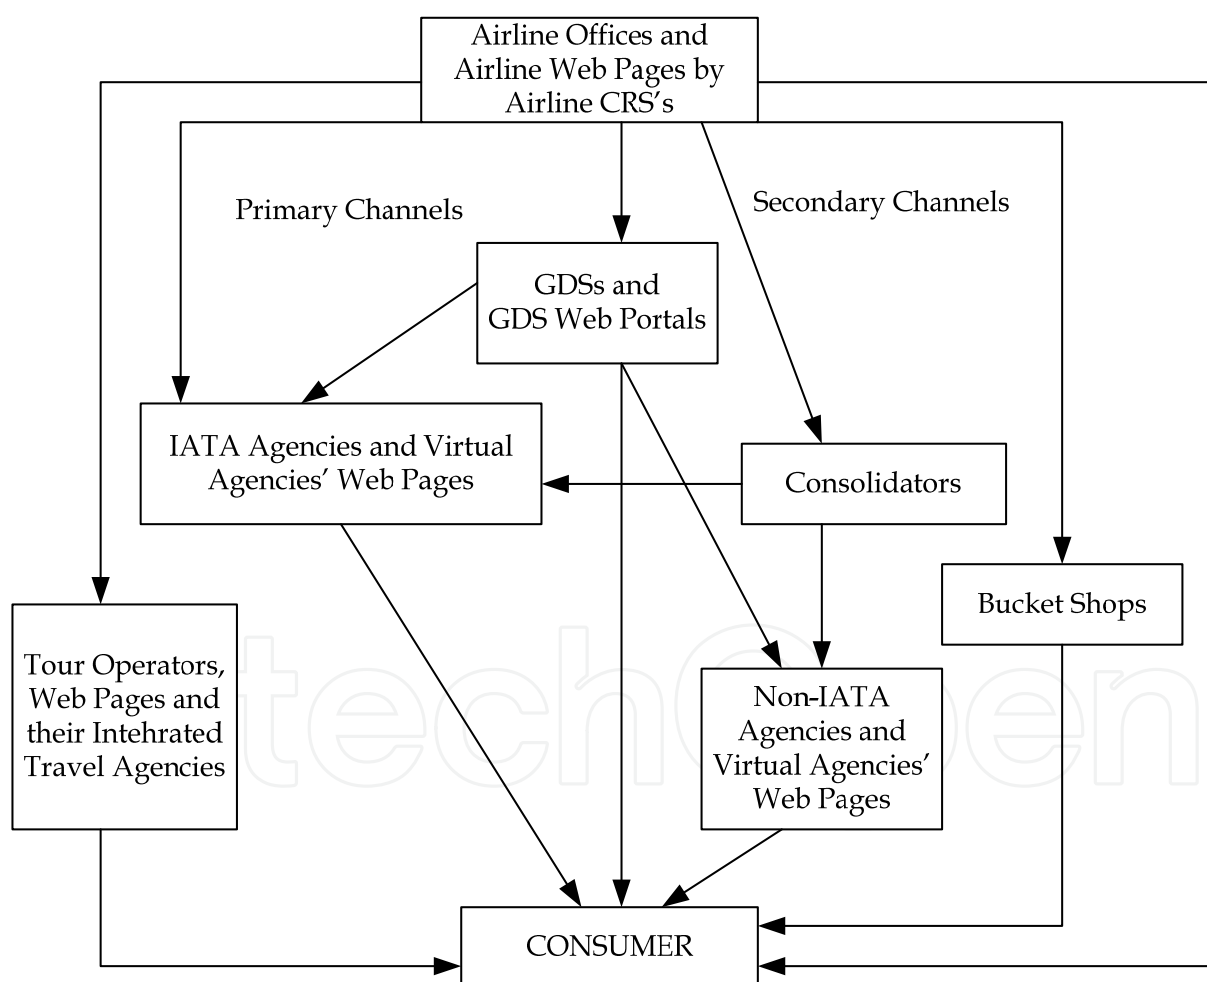 Airline Offices and
Airline Web Pages by
Airline CRS's
Primary Channels
Secondary Channels
GDSs and
GDS Web Portals
IATA Agencies and Virtual
Agencies' Web Pages
Consolidators
Bucket Shops
Tour Operators,
Web Pages and
their Intehrated
Travel Agencies
Non-IATA
Agencies and
Virtual Agencies'
Web Pages
CONSUMER
techOpen